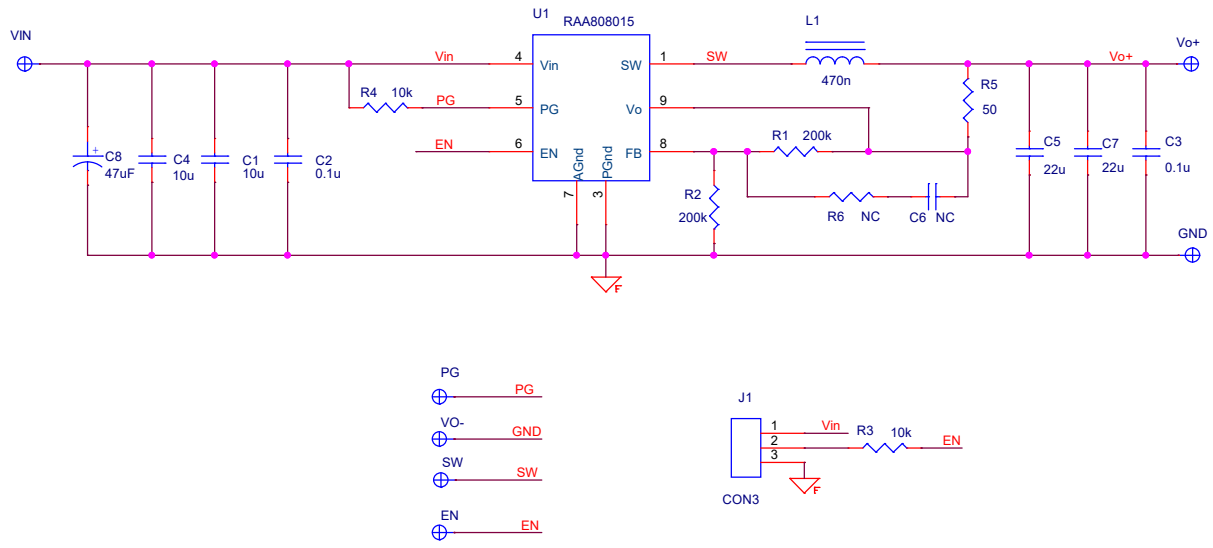 U1
RAA808015
L1
VIN
Vin
4
Vin
SW
1
SW
470n
Vo+
Vo+
R4 10k
PG
5
PG
Vo
9
R5
50
EN
6
EN
FB
8
R1 200k
AGnd
PGnd
7
3
+
C8
47uF
C4
10u
C1
10u
C2
0.1u
R2
200k
R6 NC
C6 NC
C5
22u
C7
22u
C3
0.1u
GND
F
PG
PG
VO-
GND
SW
SW
EN
EN
J1
1
Vin
2
R3 10k
EN
3
F
CON3